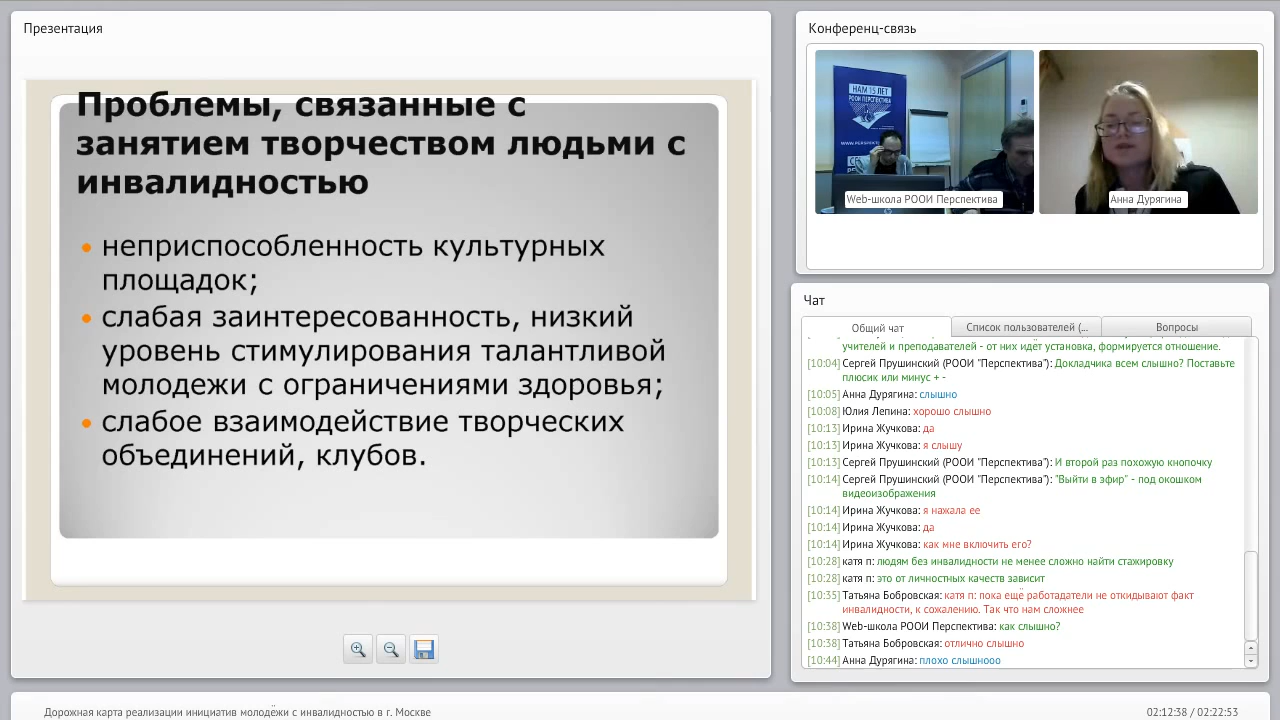 Презентация
Проблемы, связанные с
занятием творчеством людьми с
инвалидностью
неприспособленность культурных
площадок;
слабая заинтересованность, низкий
уровень стимулирования талантливой
молодежи с ограничениями здоровья;
слабое взаимодействие творческих
объединений, клубов.
Конференц-связь
НАМ 15 ЛЕТ
РООИ ПЕРСПЕКТИВА
Web-школа РООИ Перспектива
Анна Дурягина
Чат
Общий чат
Список пользователей (...
Вопросы
учителей и преподавателей - от них идёт установка, формируется отношение.
[10:04] Сергей Прушинский (РООИ "Перспектива"): Докладчика всем слышно? Поставьте
плюсик или минус + -
[10:05] Анна Дурягина: слышно
[10:08] Юлия Лепина: хорошо слышно
[10:13] Ирина Жучкова: да
[10:13] Ирина Жучкова: я слышу
[10:13] Сергей Прушинский (РООИ "Перспектива"): И второй раз похожую кнопочку
[10:14] Сергей Прушинский (РООИ "Перспектива"): "Выйти в эфир" - под окошком
видеоизображения
[10:14] Ирина Жучкова: я нажала ее
[10:14] Ирина Жучкова: да
[10:14] Ирина Жучкова: как мне включить его?
[10:28] катя п: людям без инвалидности не менее сложно найти стажировку
[10:28] катя п: это от личностных качеств зависит
[10:35] Татьяна Бобровская: катя п: пока ещё работадатели не откидывают факт
инвалидности, к сожалению. Так что нам сложнее
[10:38] Web-школа РООИ Перспектива: как слышно?
[10:38] Татьяна Бобровская: отлично слышно
[10:44] Анна Дурягина: плохо слышнооо
Дорожная карта реализации инициатив молодёжи с инвалидностью в г. Москве
02:12:38 / 02:22:53